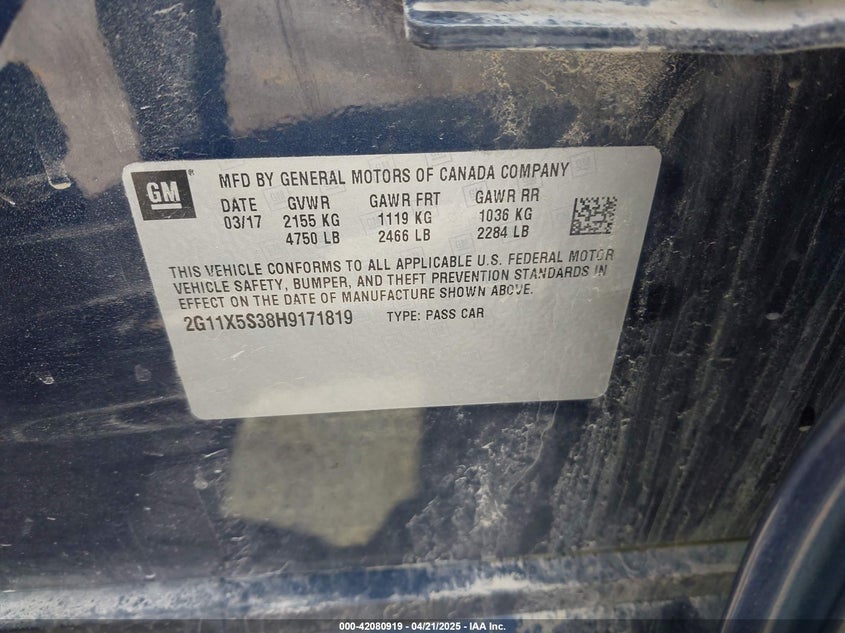 GM
MFD BY GENERAL MOTORS OF CANADA COMPANY
DATE GVWR GAWR FRT GAWR RR
03/17 2155 KG 1119 KG 1036 KG
4750 LB 2466 LB 2284 LB
THIS VEHICLE CONFORMS TO ALL APPLICABLE U.S. FEDERAL MOTOR
VEHICLE SAFETY, BUMPER, AND THEFT PREVENTION STANDARDS IN
EFFECT ON THE DATE OF MANUFACTURE SHOWN ABOVE.
2G11X5S38H9171819 TYPE: PASS CAR
000-42080919 - 04/21/2025 - IAA Inc.